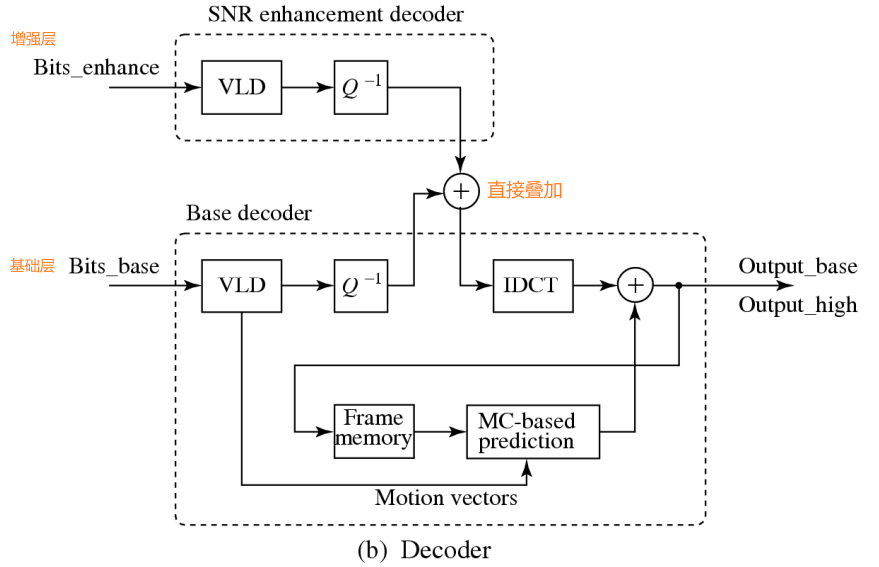 SNR enhancement decoder
增强层
Bits_enhance
VLD
Q⁻¹
+
直接叠加
Base decoder
基础层
Bits_base
VLD
Q⁻¹
IDCT
+
Output_base
Output_high
Frame
memory
MC-based
prediction
Motion vectors
(b) Decoder